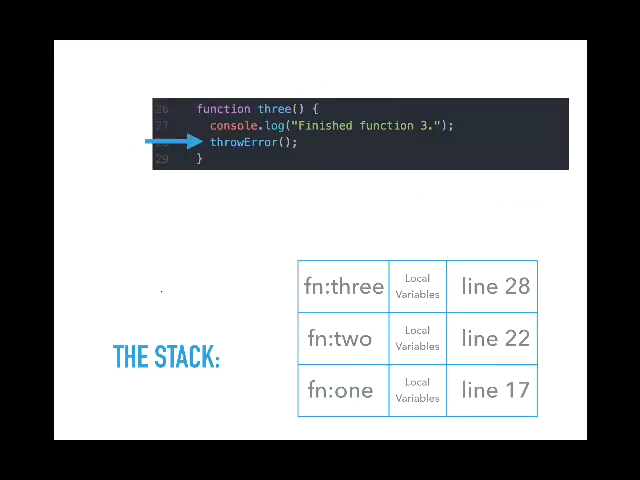 26 function three() {
27 console.log("Finished function 3.");
throwError();
29 }
fn:three Local Variables line 28
THE STACK:
fn:two Local Variables line 22
fn:one Local Variables line 17